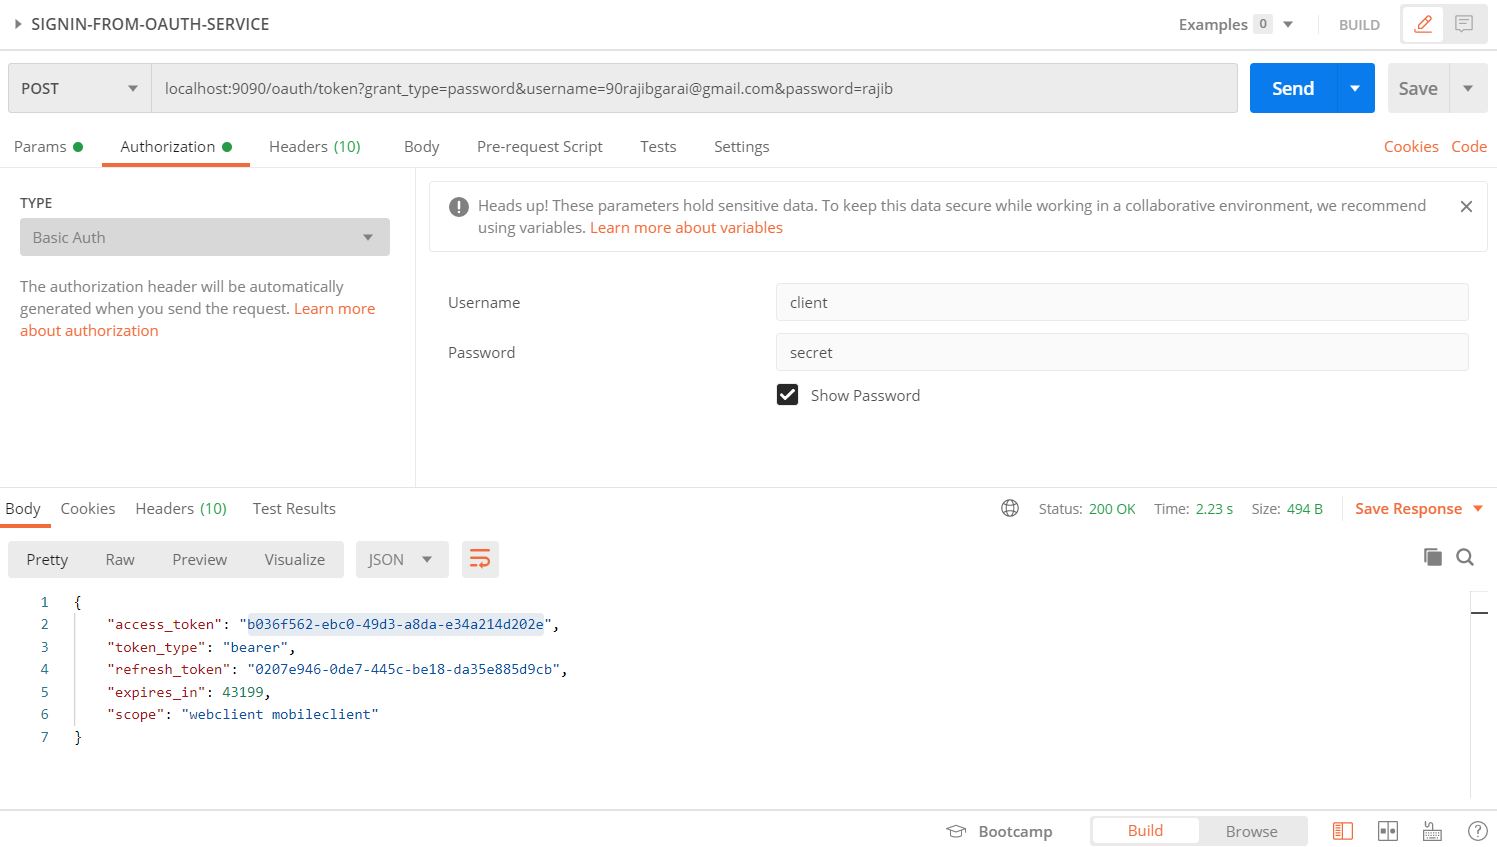 SIGNIN-FROM-OAUTH-SERVICE
Examples 0
BUILD
POST
localhost:9090/oauth/token?grant_type=password&username=90rajibgarai@gmail.com&password=rajib
Send
Save
Params
Authorization
Headers (10)
Body
Pre-request Script
Tests
Settings
Cookies
Code
TYPE
Basic Auth
The authorization header will be automatically
generated when you send the request. Learn more
about authorization
Heads up! These parameters hold sensitive data. To keep this data secure while working in a collaborative environment, we recommend
using variables. Learn more about variables
Username
client
Password
secret
Show Password
Body
Cookies
Headers (10)
Test Results
Status: 200 OK
Time: 2.23 s
Size: 494 B
Save Response
Pretty
Raw
Preview
Visualize
JSON
1 {
2 "access_token": "b036f562-ebc0-49d3-a8da-e34a214d202e",
3 "token_type": "bearer",
4 "refresh_token": "0207e946-0de7-445c-be18-da35e885d9cb",
5 "expires_in": 43199,
6 "scope": "webclient mobileclient"
7 }
Bootcamp
Build
Browse